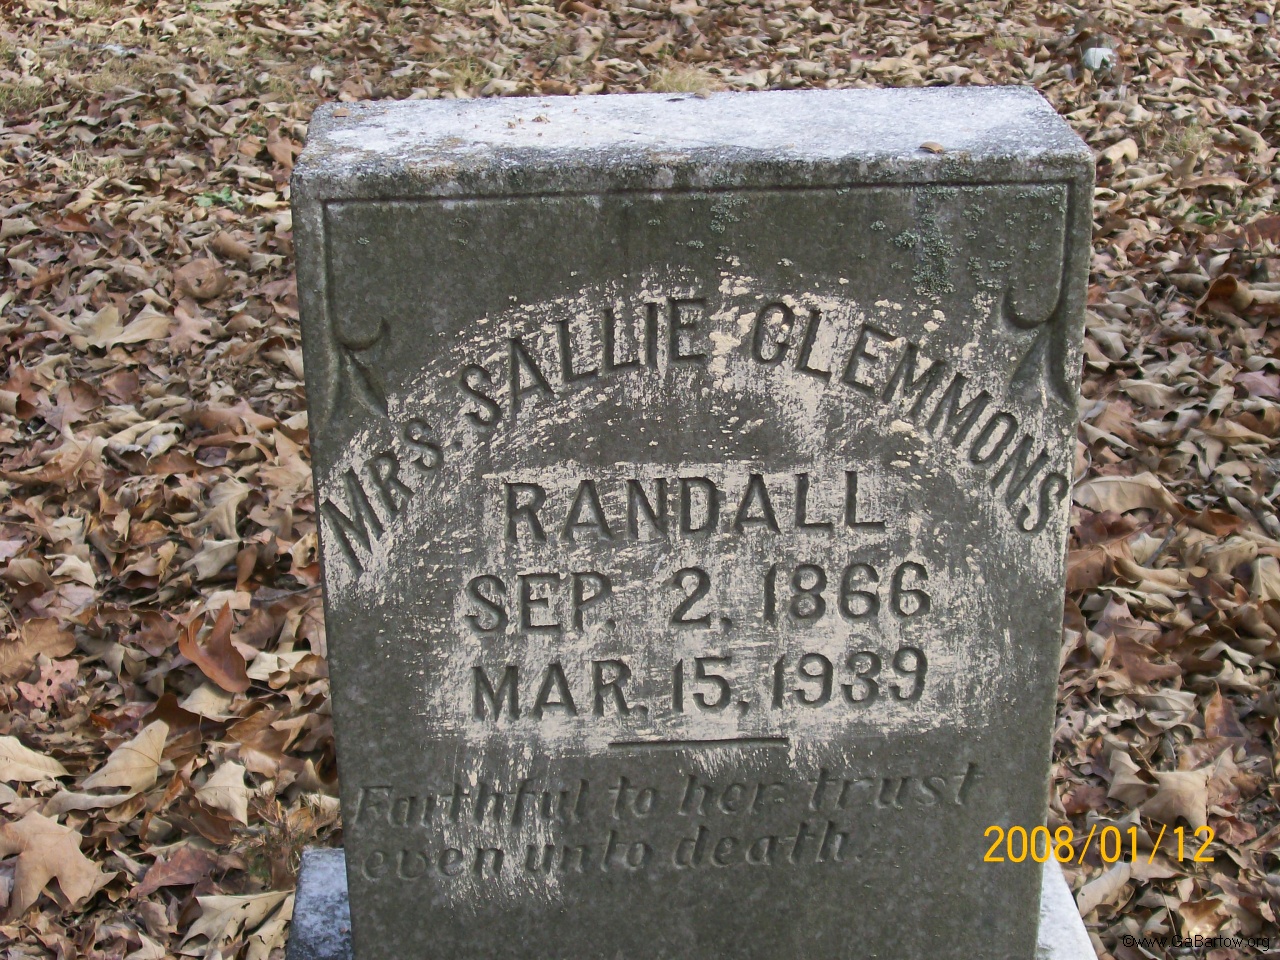 MRS. SALLIE CLEMMONS
RANDALL
SEP. 2, 1866
MAR. 15, 1939
Faithful to her trust
even unto death.
2008/01/12
©www.GaBartow.org